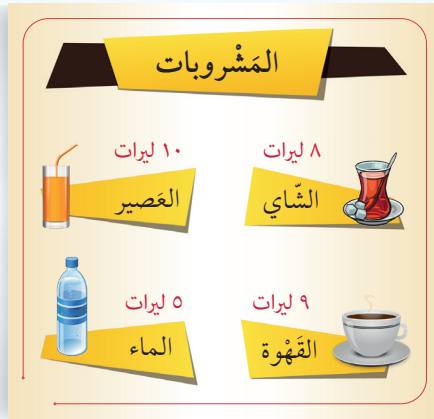 المَشْروبات
٨ ليرات
الشّاي
١٠ ليرات
العَصير
٩ ليرات
القَهْوة
٥ ليرات
الماء